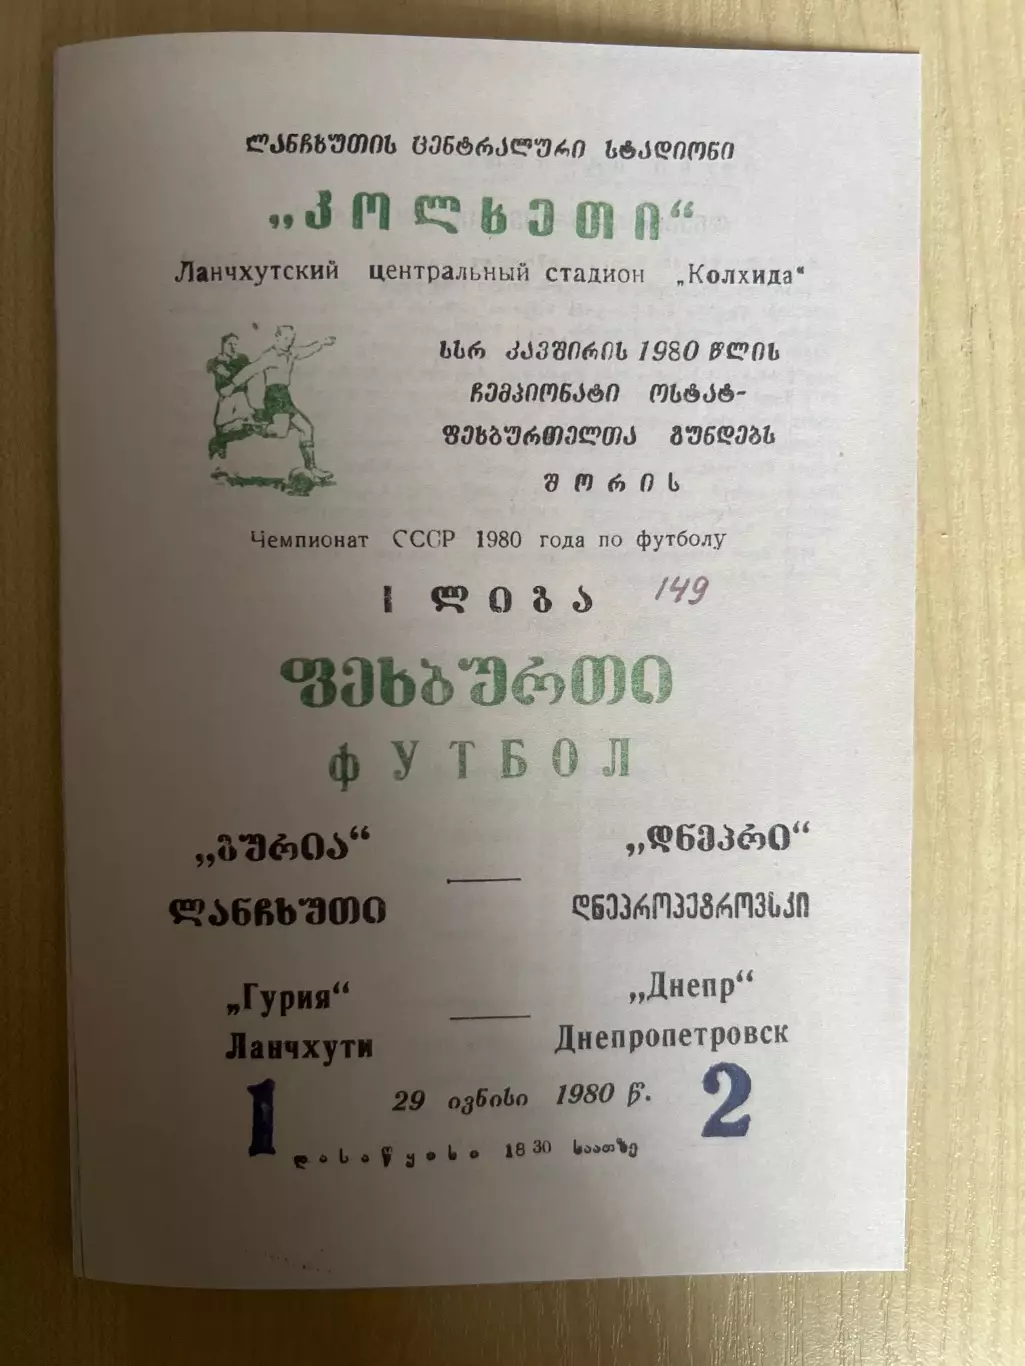 ლანჩხუთის ცენტრალური სტადიონი
„კოლხეთი“
Ланчхутский центральный стадион „Колхида“
სსრ კავშირის 1980 წლის
ჩემპიონატი ოსტატ-
ფეხბურთელთა გუნდებს
შორის
Чемпионат СССР 1980 года по футболу
I ლიგა 149
ფეხბურთი
ФУТБОЛ
„გურია“ — „დნეპრი“
ლანჩხუთი დნეპროპეტროვსკი
„Гурия“ — „Днепр“
Ланчхути Днепропетровск
1 29 ივნისი 1980 წ. 2
დასაწყისი 18 30 საათზე